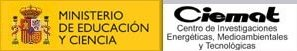 MINISTERIO
DE EDUCACIÓN
Y CIENCIA
Ciemat
Centro de Investigaciones
Energéticas, Medioambientales
y Tecnológicas